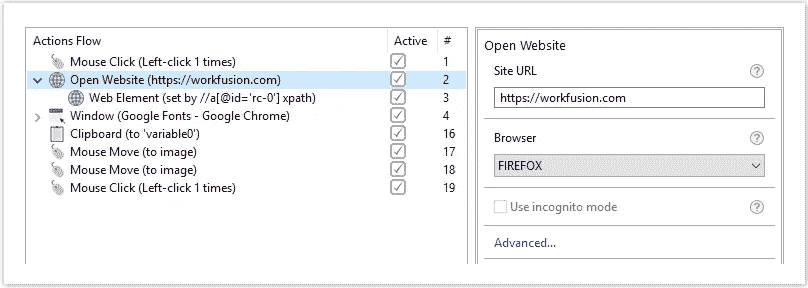 Actions Flow Active #
Mouse Click (Left-click 1 times) 1
Open Website (https://workfusion.com) 2
Web Element (set by //a[@id='rc-0'] xpath) 3
Window (Google Fonts - Google Chrome) 4
Clipboard (to 'variable0') 16
Mouse Move (to image) 17
Mouse Move (to image) 18
Mouse Click (Left-click 1 times) 19
Open Website
Site URL ?
https://workfusion.com
Browser ?
FIREFOX
Use incognito mode ?
Advanced...